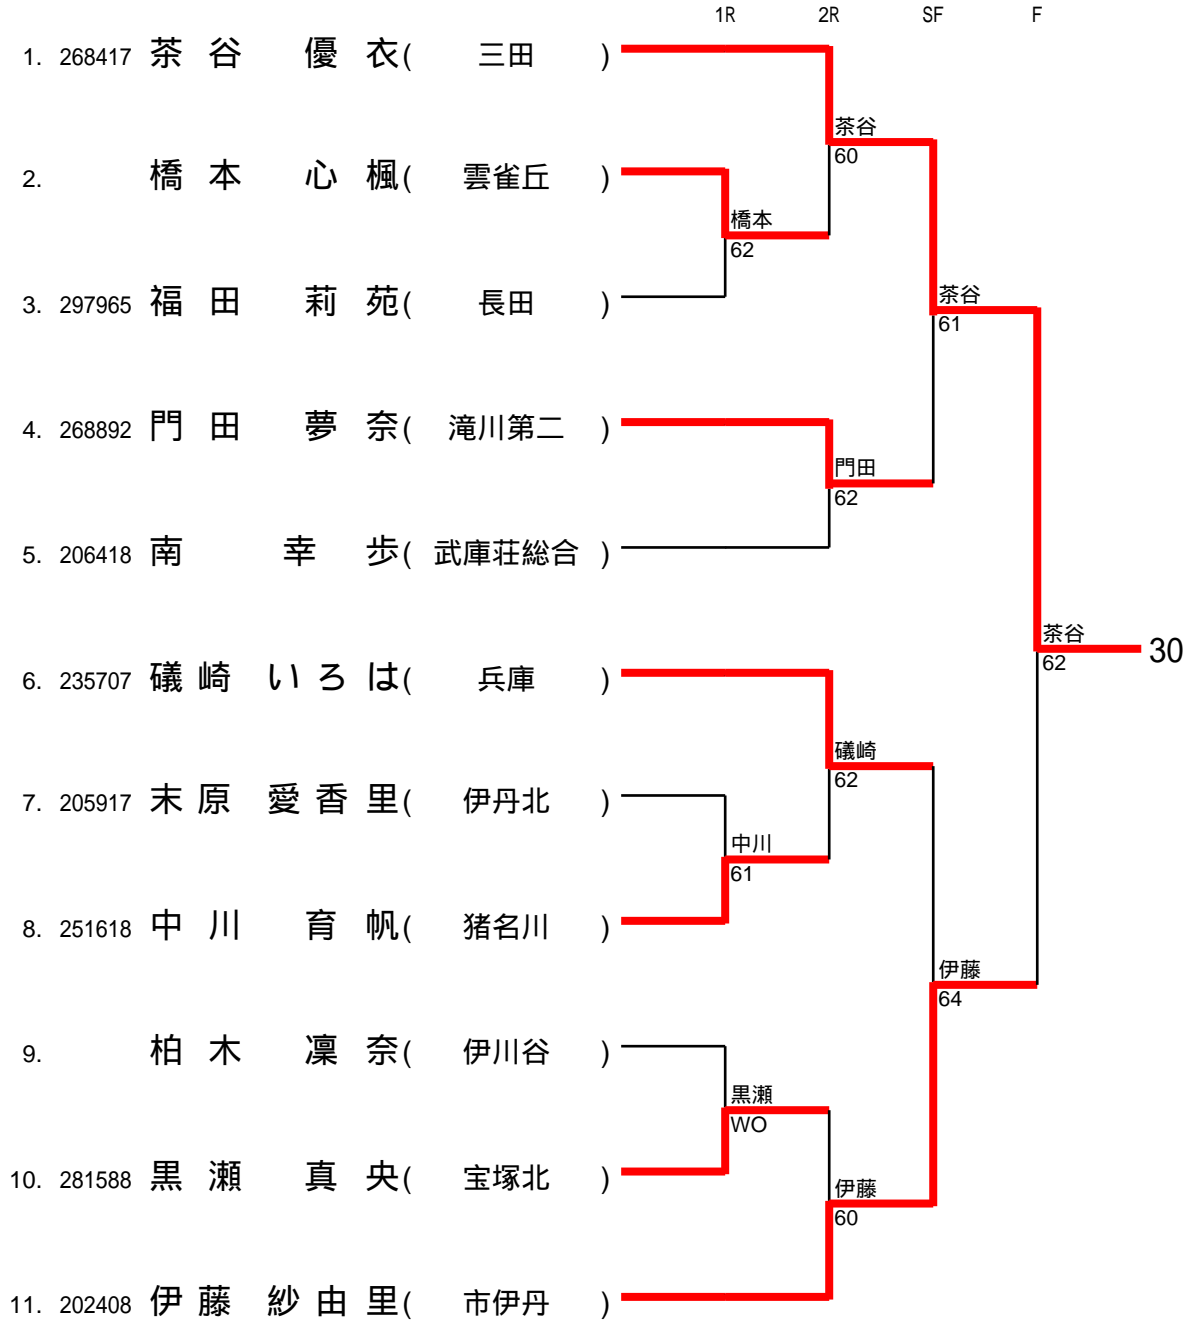 1R 2R SF F
1. 268417 茶谷 優衣( 三田 )
茶谷
60
2. 橋本 心楓( 雲雀丘 )
橋本
62
3. 297965 福田 莉苑( 長田 )
茶谷
61
4. 268892 門田 夢奈( 滝川第二 )
門田
62
5. 206418 南 幸歩( 武庫荘総合 )
茶谷
62
30
6. 235707 礒崎 いろは( 兵庫 )
礒崎
62
7. 205917 末原 愛香里( 伊丹北 )
中川
61
8. 251618 中川 育帆( 猪名川 )
伊藤
64
9. 柏木 凜奈( 伊川谷 )
黒瀬
WO
10. 281588 黒瀬 真央( 宝塚北 )
伊藤
60
11. 202408 伊藤 紗由里( 市伊丹 )